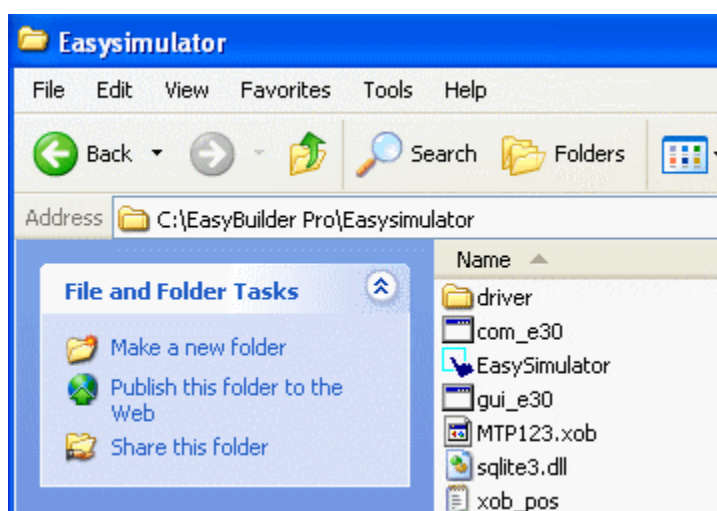 Easysimulator
File Edit View Favorites Tools Help
Back Search Folders
Address C:\EasyBuilder Pro\Easysimulator
Name
File and Folder Tasks
Make a new folder
Publish this folder to the
Web
Share this folder
driver
com_e30
EasySimulator
gui_e30
MTP123.xob
sqlite3.dll
xob_pos